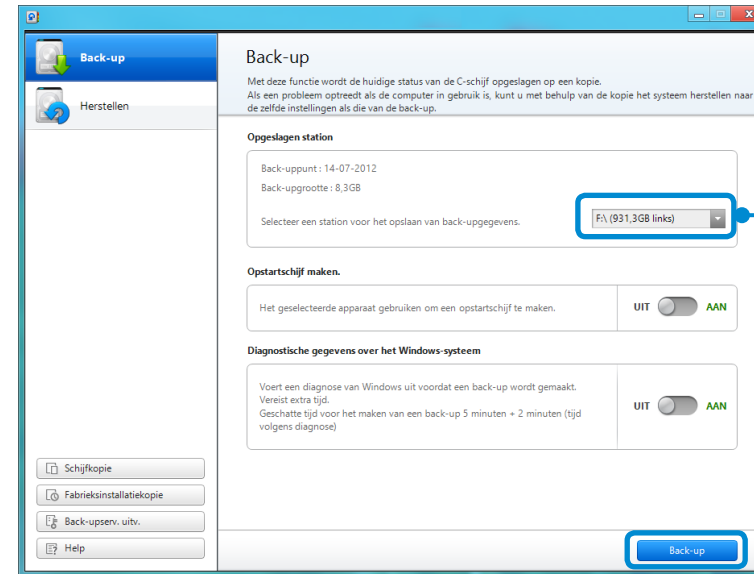 Back-up
Herstellen
Back-up
Met deze functie wordt de huidige status van de C-schijf opgeslagen op een kopie.
Als een probleem optreedt als de computer in gebruik is, kunt u met behulp van de kopie het systeem herstellen naar
de zelfde instellingen als die van de back-up.
Opgeslagen station
Back-uppunt : 14-07-2012
Back-upgrootte : 8,3GB
Selecteer een station voor het opslaan van back-upgegevens.
F:\ (931,3GB links)
Opstartschijf maken.
Het geselecteerde apparaat gebruiken om een opstartschijf te maken.
UIT AAN
Diagnostische gegevens over het Windows-systeem
Voert een diagnose van Windows uit voordat een back-up wordt gemaakt.
Vereist extra tijd.
Geschatte tijd voor het maken van een back-up 5 minuten + 2 minuten (tijd
volgens diagnose)
UIT AAN
Schijfkopie
Fabrieksinstallatiekopie
Back-upserv. uitv.
Help
Back-up